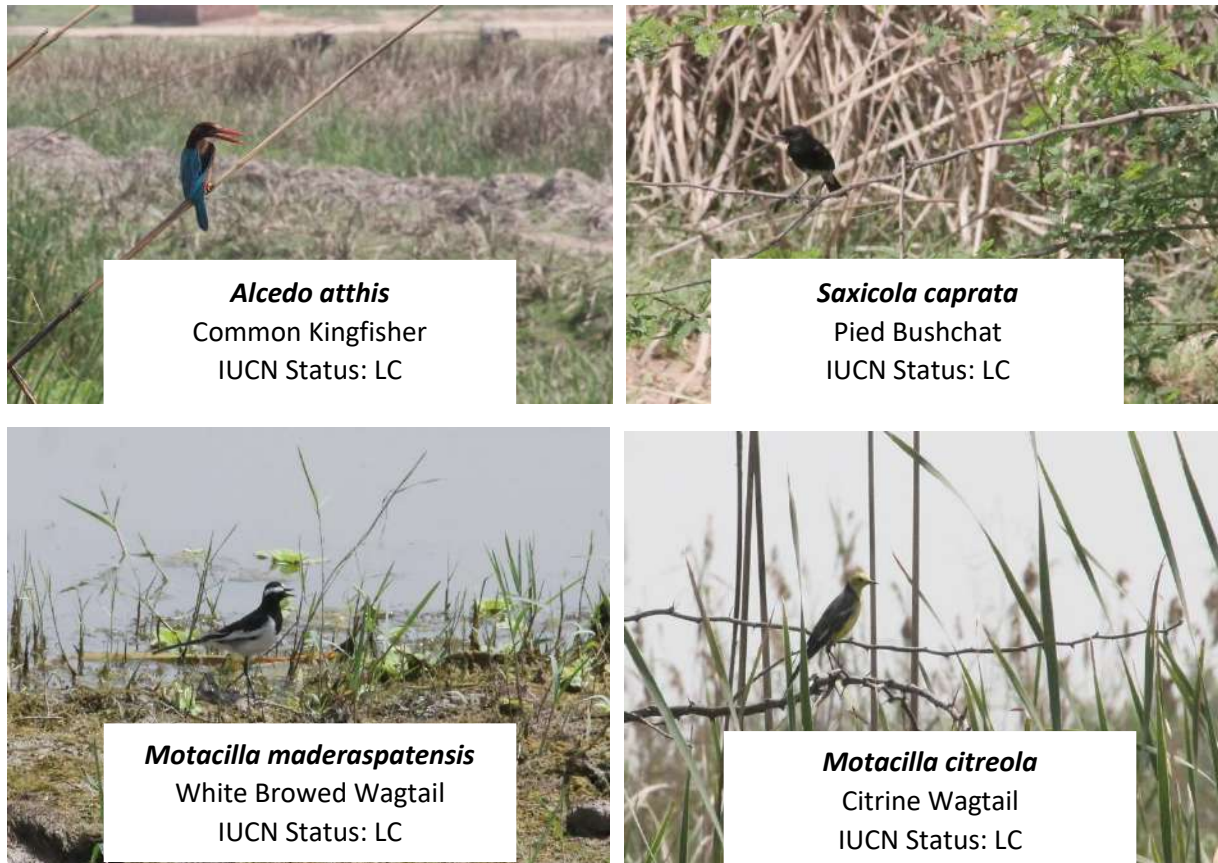 Alcedo atthis
Common Kingfisher
IUCN Status: LC
Saxicola caprata
Pied Bushchat
IUCN Status: LC
Motacilla maderaspatensis
White Browed Wagtail
IUCN Status: LC
Motacilla citreola
Citrine Wagtail
IUCN Status: LC